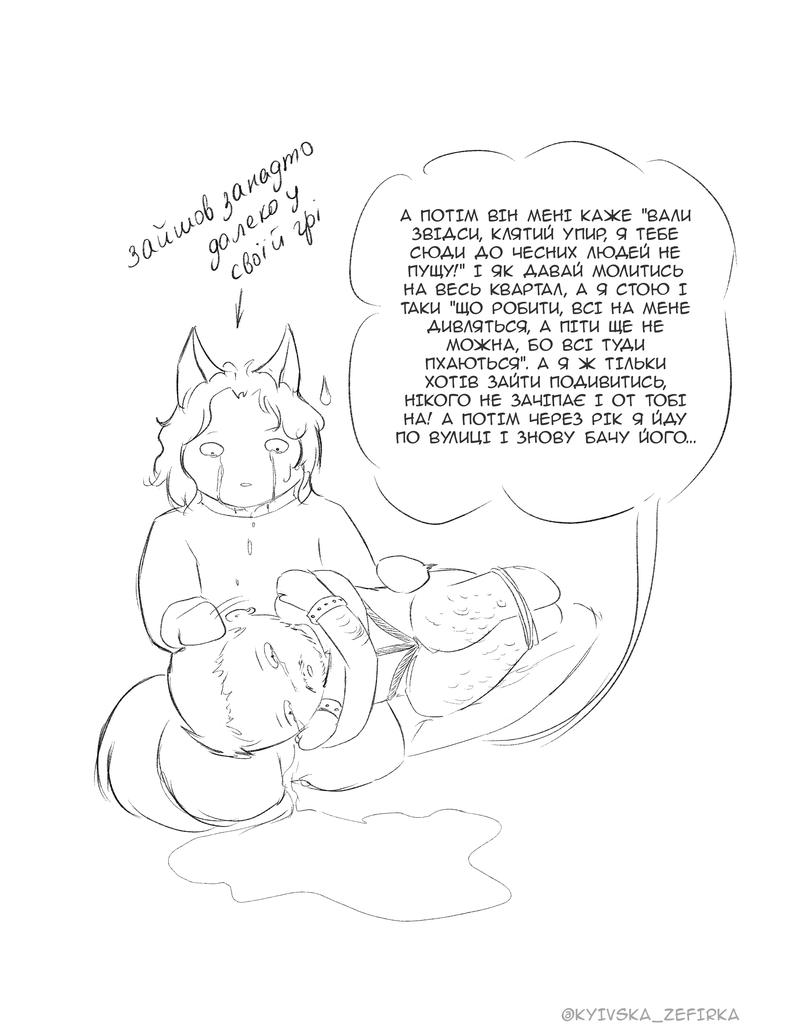 зайшов занадто
далеко у
своїй грі
А ПОТІМ ВІН МЕНІ КАЖЕ "ВАЛИ
ЗВІДСИ, КЛЯТИЙ УПИР, Я ТЕБЕ
СЮДИ ДО ЧЕСНИХ ЛЮДЕЙ НЕ
ПУЩУ!" І ЯК ДАВАЙ МОЛИТИСЬ
НА ВЕСЬ КВАРТАЛ, А Я СТОЮ І
ТАКИ "ЩО РОБИТИ, ВСІ НА МЕНЕ
ДИВЛЯТЬСЯ, А ПІТИ ЩЕ НЕ
МОЖНА, БО ВСІ ТУДИ
ПХАЮТЬСЯ". А Я Ж ТІЛЬКИ
ХОТІВ ЗАЙТИ ПОДИВИТИСЬ,
НІКОГО НЕ ЗАЧІПАЄ І ОТ ТОБІ
НА! А ПОТІМ ЧЕРЕЗ РІК Я ЙДУ
ПО ВУЛИЦІ І ЗНОВУ БАЧУ ЙОГО...
@KYIVSKA_ZEFIRKA